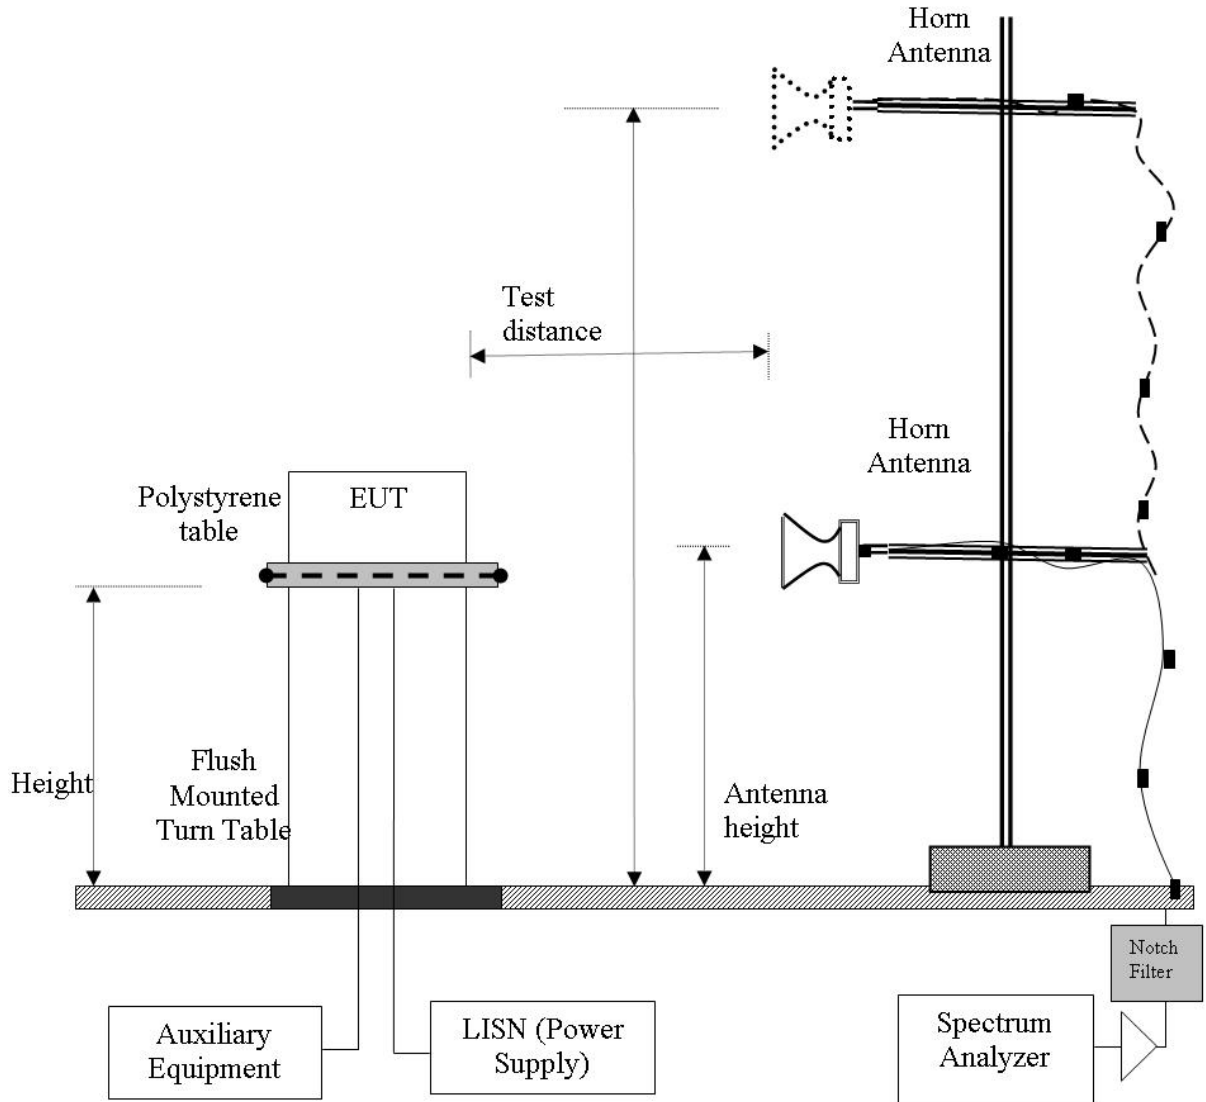 Horn
Antenna
Test
distance
Horn
Antenna
Polystyrene
table
EUT
Height
Flush
Mounted
Turn Table
Antenna
height
Notch
Filter
Auxiliary
Equipment
LISN (Power
Supply)
Spectrum
Analyzer